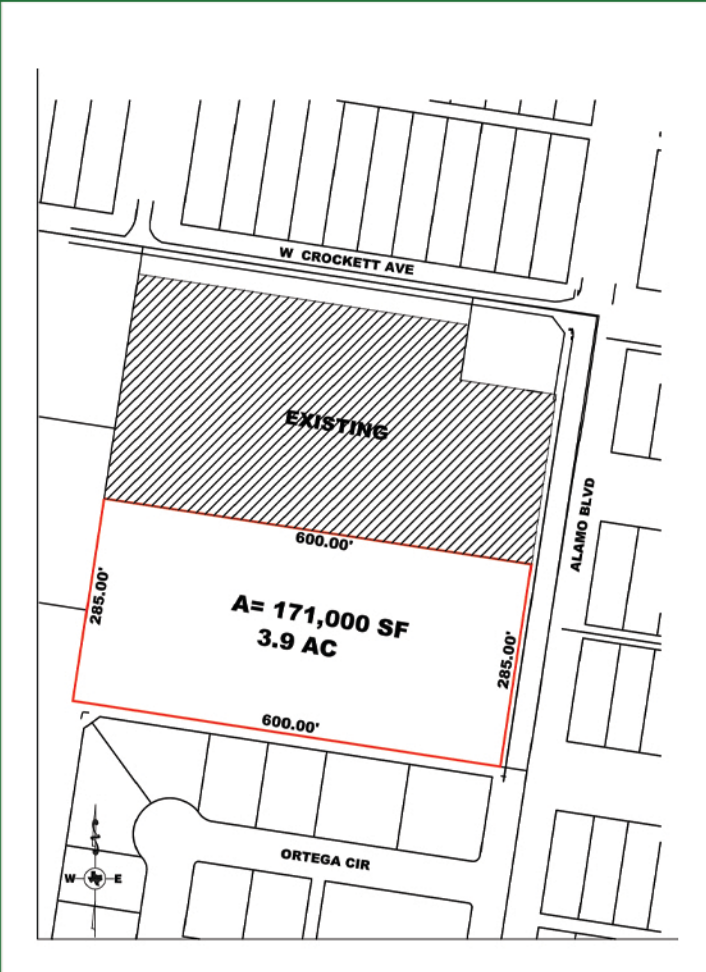 W CROCKETT AVE
EXISTING
ALAMO BLVD
600.00'
285.00'
A= 171,000 SF
3.9 AC
285.00'
600.00'
ORTEGA CIR
N
W E